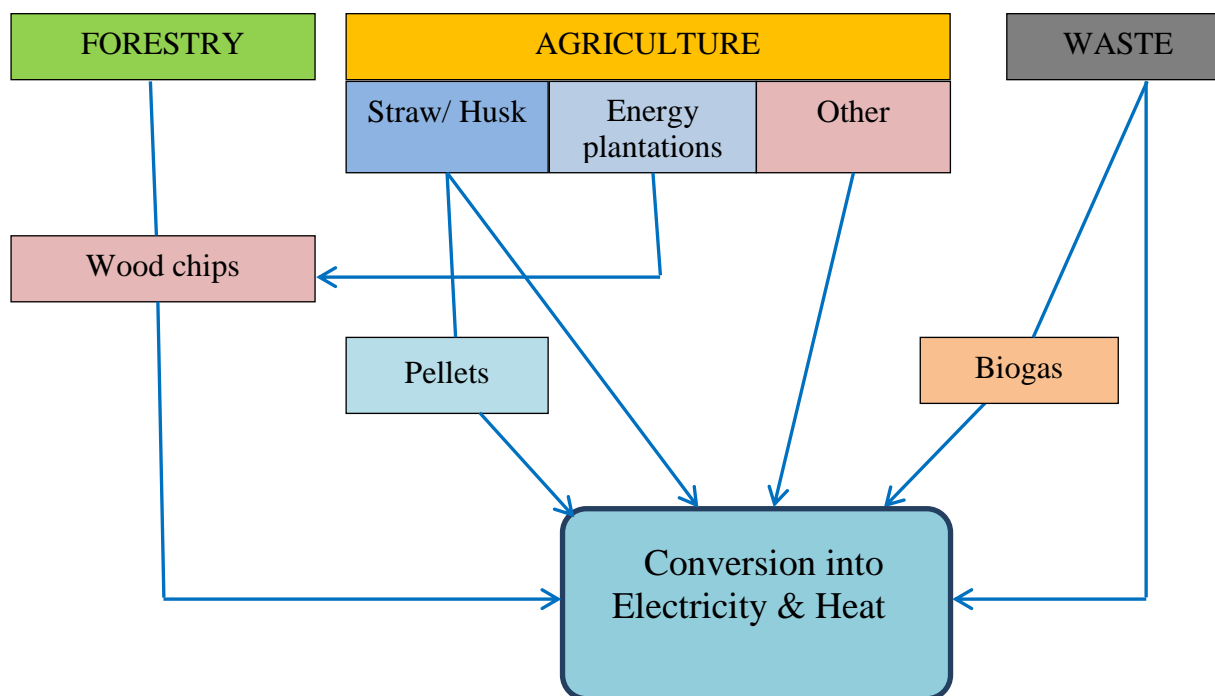 FORESTRY
AGRICULTURE
WASTE
Straw/ Husk
Energy
plantations
Other
Wood chips
Pellets
Biogas
Conversion into
Electricity & Heat